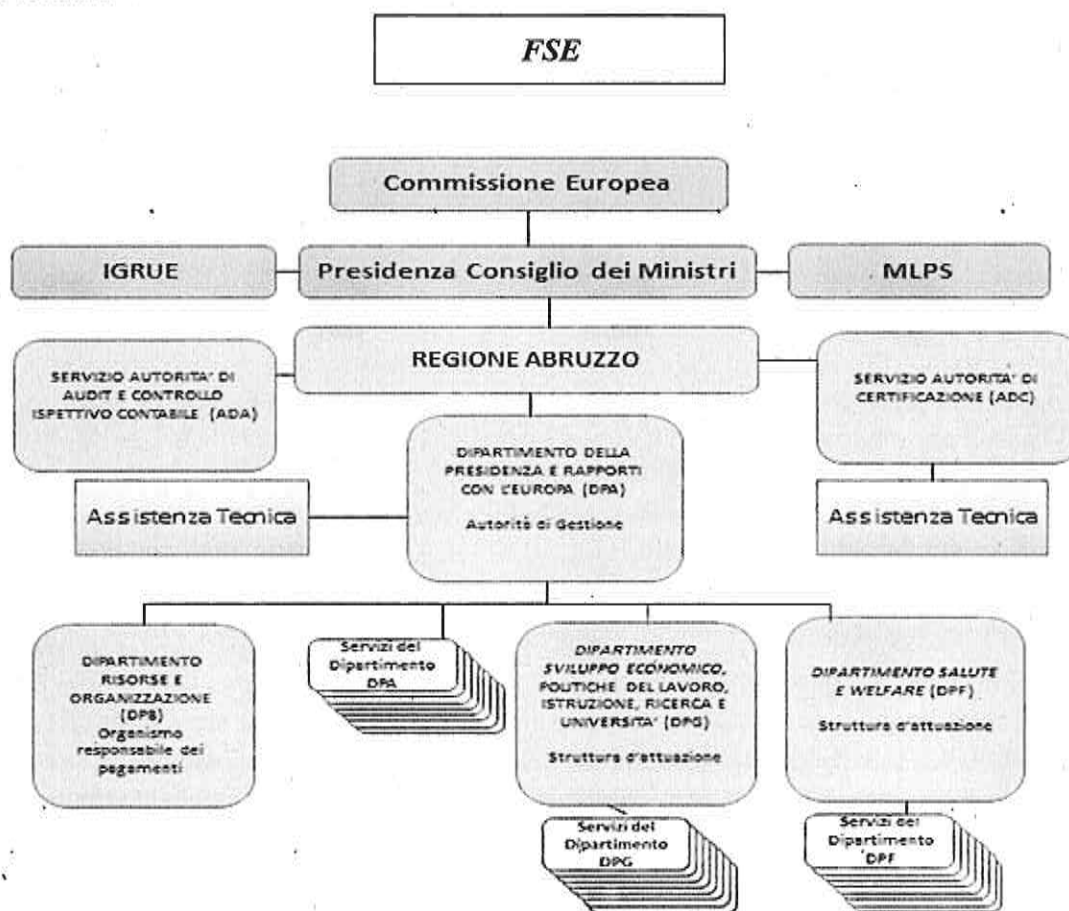 FSE
Commissione Europea
IGRUE
Presidenza Consiglio dei Ministri
MLPS
REGIONE ABRUZZO
SERVIZIO AUTORITA' DI
AUDIT E CONTROLLO
ISPETTIVO CONTABILE (ADA)
SERVIZIO AUTORITA' DI
CERTIFICAZIONE (ADC)
DIPARTIMENTO DELLA
PRESIDENZA E RAPPORTI
CON L'EUROPA (DPA)
Autorità di Gestione
Assistenza Tecnica
Assistenza Tecnica
DIPARTIMENTO
RISORSE E
ORGANIZZAZIONE
(DPB)
Organismo
responsabile dei
pagamenti
Servizi del
Dipartimento
DPA
DIPARTIMENTO
SVILUPPO ECONOMICO,
POLITICHE DEL LAVORO,
ISTRUZIONE, RICERCA E
UNIVERSITA' (DPG)
Struttura d'attuazione
DIPARTIMENTO SALUTE
E WELFARE (DPF)
Struttura d'attuazione
Servizi del
Dipartimento
DPG
Servizi del
Dipartimento
DPF